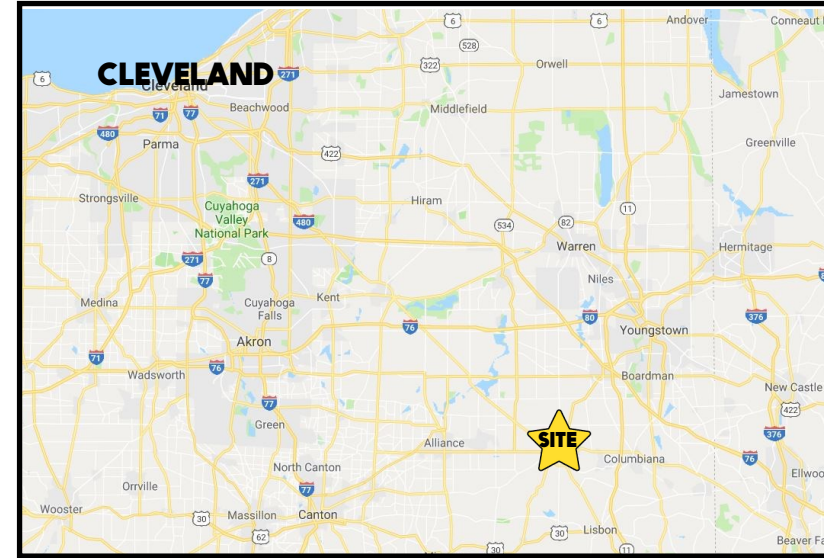 6
6
Andover
Conneaut
528
322
Orwell
CLEVELAND
Cleveland
271
6
Beachwood
Middlefield
Jamestown
71
77
480
Parma
422
Greenville
271
Strongsville
Cuyahoga
Valley
National Park
480
Hiram
534
82
11
Warren
Hermitage
271
8
77
Niles
Medina
Cuyahoga
Falls
Kent
76
80
376
Youngstown
Akron
71
76
Wadsworth
Boardman
New Castle
77
422
Green
Alliance
SITE
376
Columbiana
76
North Canton
Ellwoo
Orrville
77
Wooster
30
Massillon
Canton
62
30
Lisbon
30
11
Beaver Fa